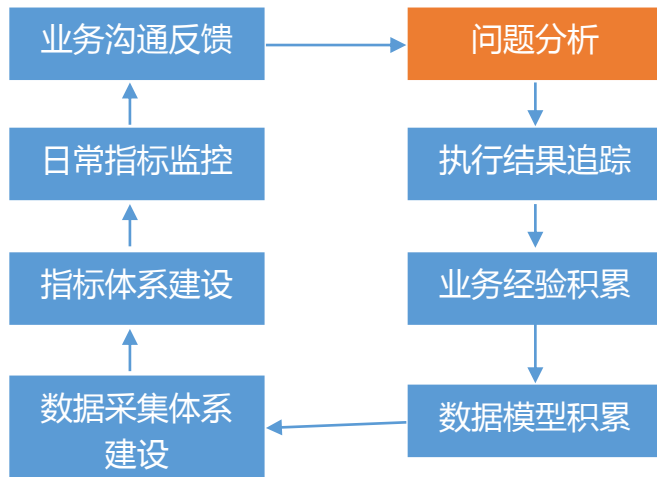 业务沟通反馈
问题分析
日常指标监控
执行结果追踪
指标体系建设
业务经验积累
数据采集体系
建设
数据模型积累